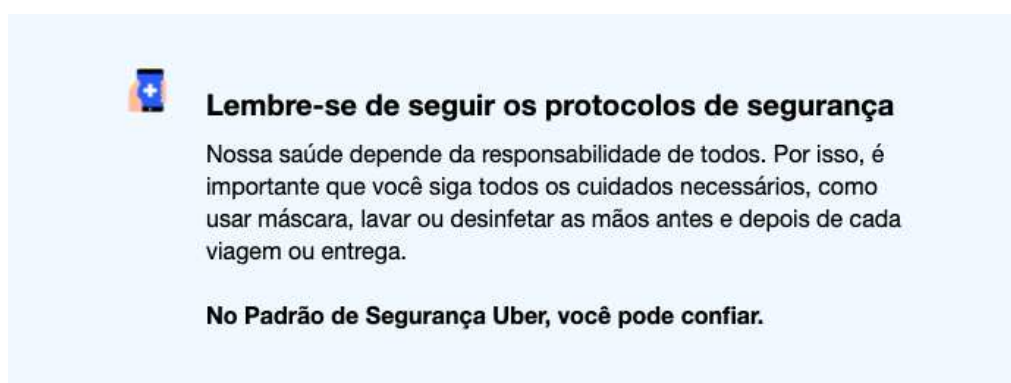 Lembre-se de seguir os protocolos de segurança
Nossa saúde depende da responsabilidade de todos. Por isso, é
importante que você siga todos os cuidados necessários, como
usar máscara, lavar ou desinfetar as mãos antes e depois de cada
viagem ou entrega.
No Padrão de Segurança Uber, você pode confiar.